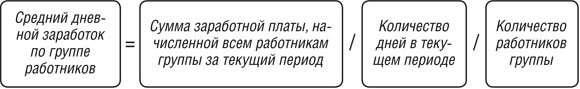 Средний днев-
ной заработок
по группе
работников
=
Сумма заработной платы, на-
численной всем работникам
группы за текущий период
/
Количество
дней в теку-
щем периоде
/
Количество
работников
группы